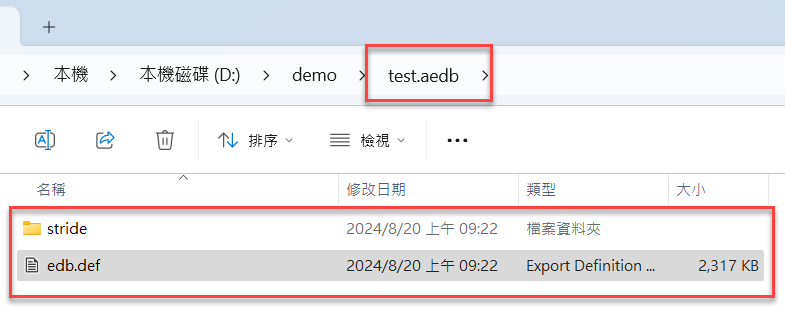 本機 本機磁碟 (D:) demo test.aedb
排序 檢視
名稱 修改日期 類型 大小
stride 2024/8/20 上午 09:22 檔案資料夾
edb.def 2024/8/20 上午 09:22 Export Definition ... 2,317 KB